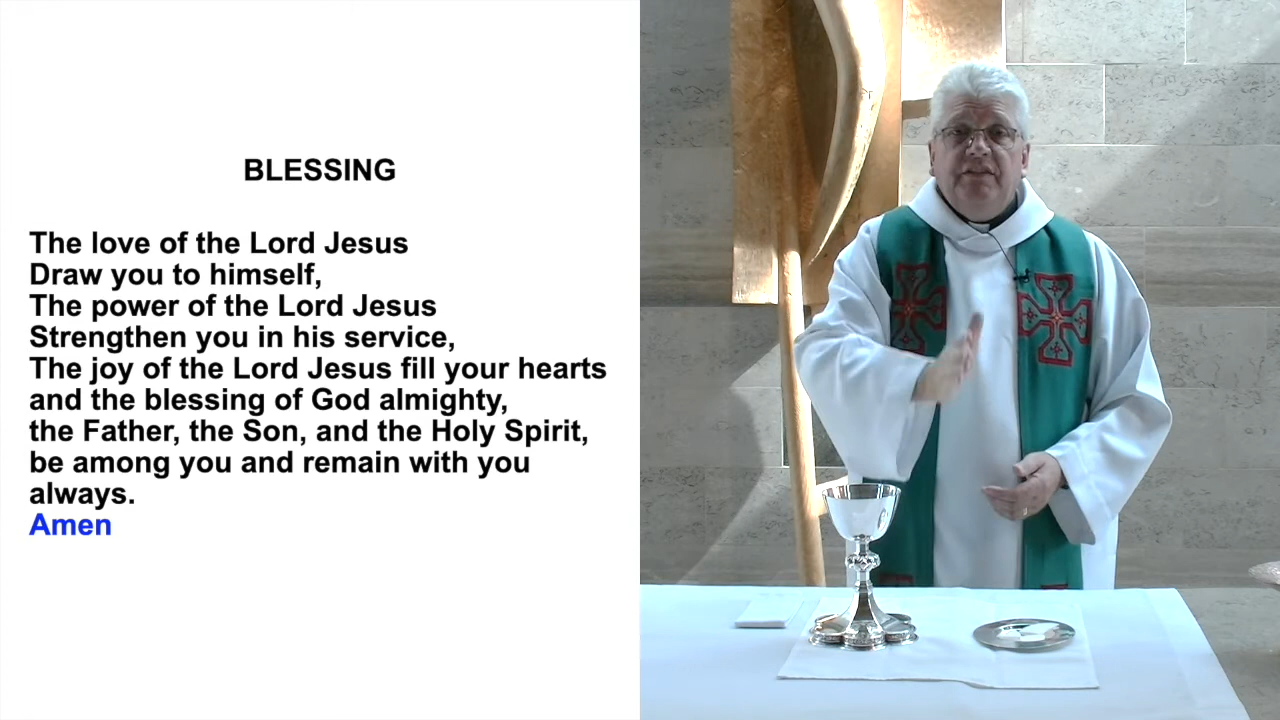 BLESSING
The love of the Lord Jesus
Draw you to himself,
The power of the Lord Jesus
Strengthen you in his service,
The joy of the Lord Jesus fill your hearts
and the blessing of God almighty,
the Father, the Son, and the Holy Spirit,
be among you and remain with you
always.
Amen